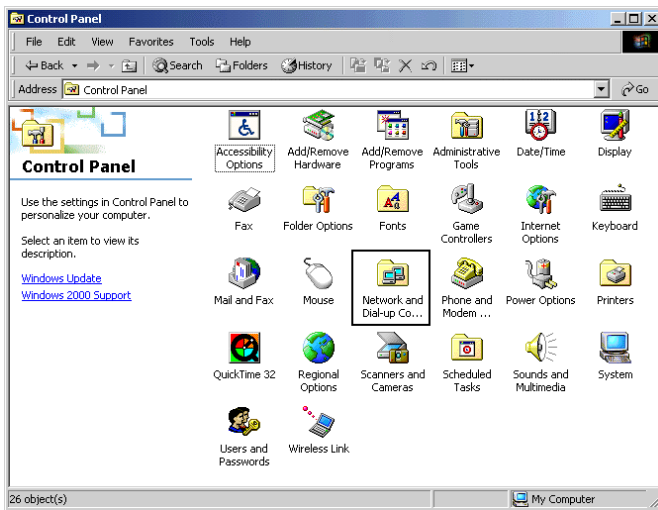 Control Panel
File Edit View Favorites Tools Help
Back Search Folders History
Address Control Panel Go
Control Panel
Use the settings in Control Panel to
personalize your computer.
Select an item to view its
description.
Windows Update
Windows 2000 Support
Accessibility
Options
Add/Remove
Hardware
Add/Remove
Programs
Administrative
Tools
Date/Time
Display
Fax
Folder Options
Fonts
Game
Controllers
Internet
Options
Keyboard
Mail and Fax
Mouse
Network and
Dial-up Co...
Phone and
Modem ...
Power Options
Printers
QuickTime 32
Regional
Options
Scanners and
Cameras
Scheduled
Tasks
Sounds and
Multimedia
System
Users and
Passwords
Wireless Link
26 object(s) My Computer